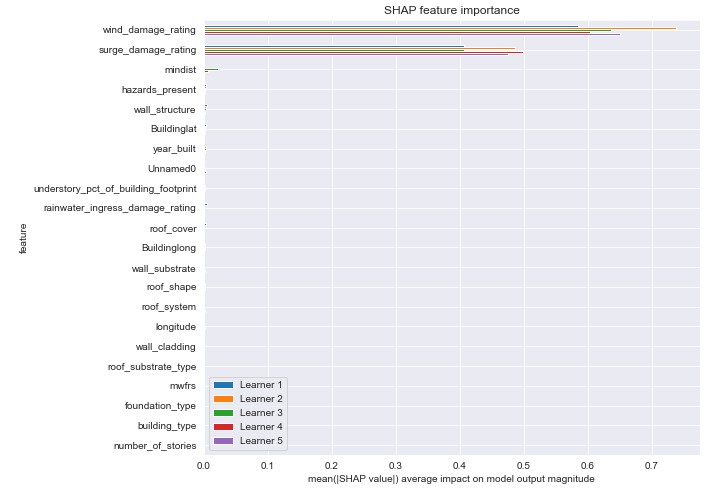 SHAP feature importance
wind_damage_rating
surge_damage_rating
mindist
hazards_present
wall_structure
Buildinglat
year_built
Unnamed0
understory_pct_of_building_footprint
rainwater_ingress_damage_rating
roof_cover
Buildinglong
wall_substrate
roof_shape
roof_system
longitude
wall_cladding
roof_substrate_type
mwfrs
foundation_type
building_type
number_of_stories
feature
Learner 1
Learner 2
Learner 3
Learner 4
Learner 5
0.0 0.1 0.2 0.3 0.4 0.5 0.6 0.7
mean(|SHAP value|) average impact on model output magnitude